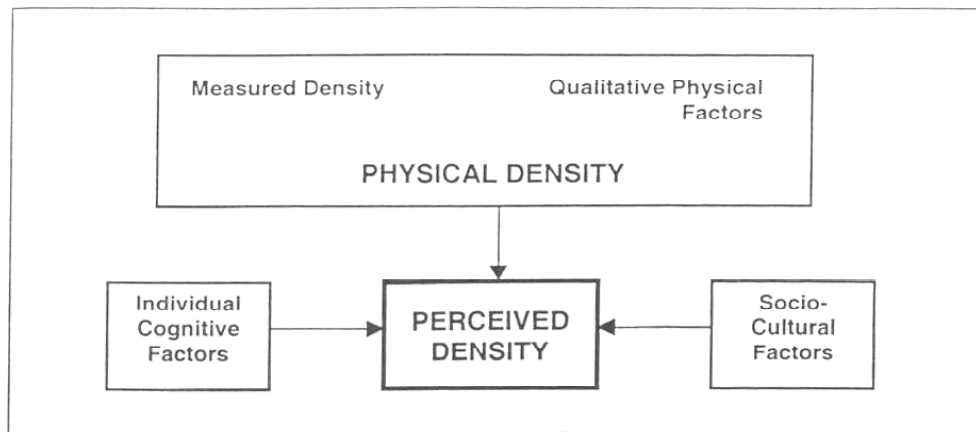 Measured Density
Qualitative Physical
Factors
PHYSICAL DENSITY
Individual
Cognitive
Factors
PERCEIVED
DENSITY
Socio-
Cultural
Factors